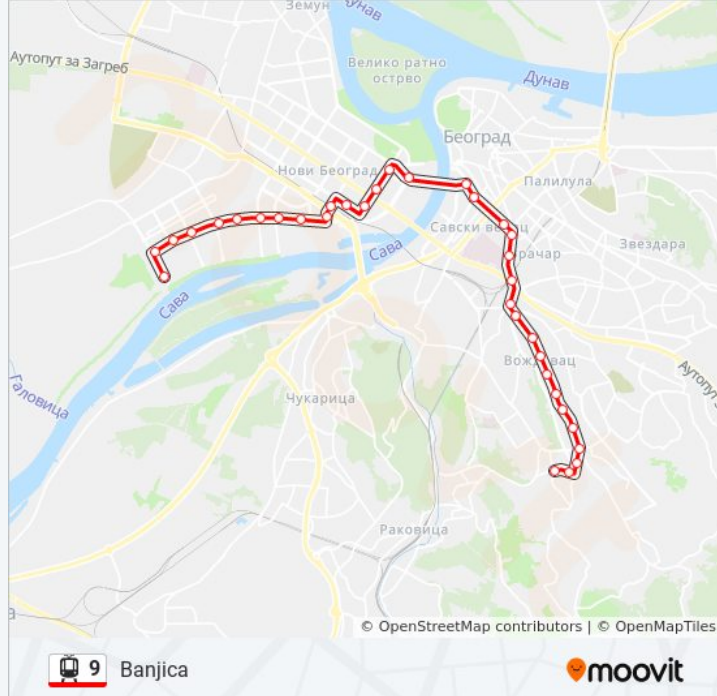 Земун
Дунав
Аутопут за Загреб
Велико ратно
острво
Дунав
Београд
Нови Београд
Палилула
Савски венац
Звездара
Врачар
Сава
Сава
Вождовац
Аутопут
Галовица
Чукарица
Раковица
а
© OpenStreetMap contributors | © OpenMapTiles
9 Banjica
moovit